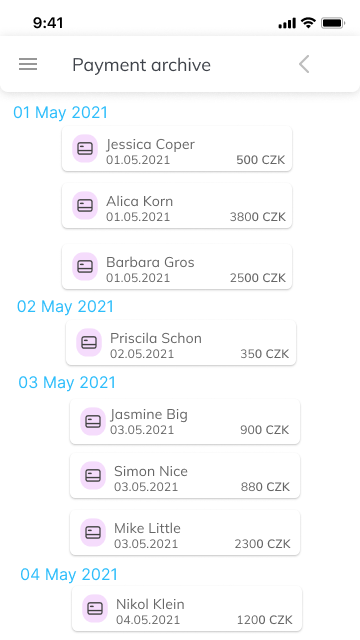 9:41
Payment archive
01 May 2021
Jessica Coper
01.05.2021 500 CZK
Alica Korn
01.05.2021 3800 CZK
Barbara Gros
01.05.2021 2500 CZK
02 May 2021
Priscila Schon
02.05.2021 350 CZK
03 May 2021
Jasmine Big
03.05.2021 900 CZK
Simon Nice
03.05.2021 880 CZK
Mike Little
03.05.2021 2300 CZK
04 May 2021
Nikol Klein
04.05.2021 1200 CZK